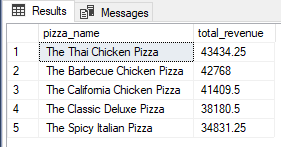 Results Messages
pizza_name total_revenue
1 The Thai Chicken Pizza 43434.25
2 The Barbecue Chicken Pizza 42768
3 The California Chicken Pizza 41409.5
4 The Classic Deluxe Pizza 38180.5
5 The Spicy Italian Pizza 34831.25